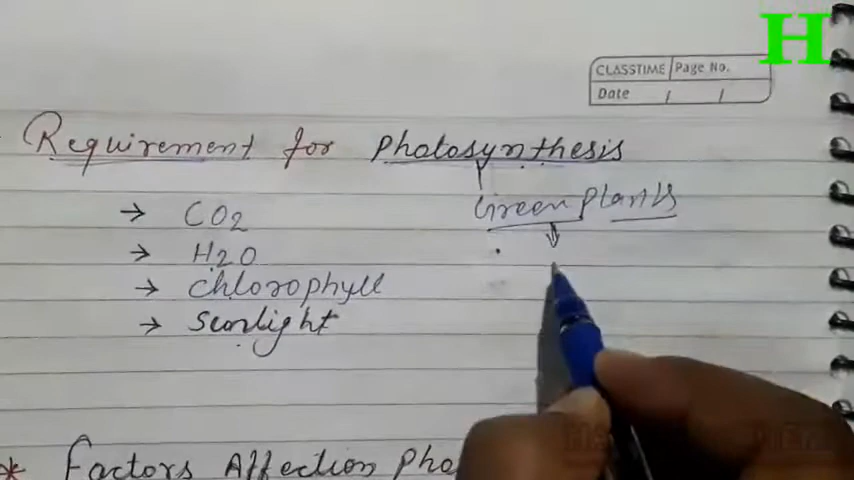 H
CLASSTIME Page No.
Date / /
Requirement for Photosynthesis
Green plants
→ CO2
→ H2O
→ chlorophyll
→ Sunlight
* Factors Affection Pho